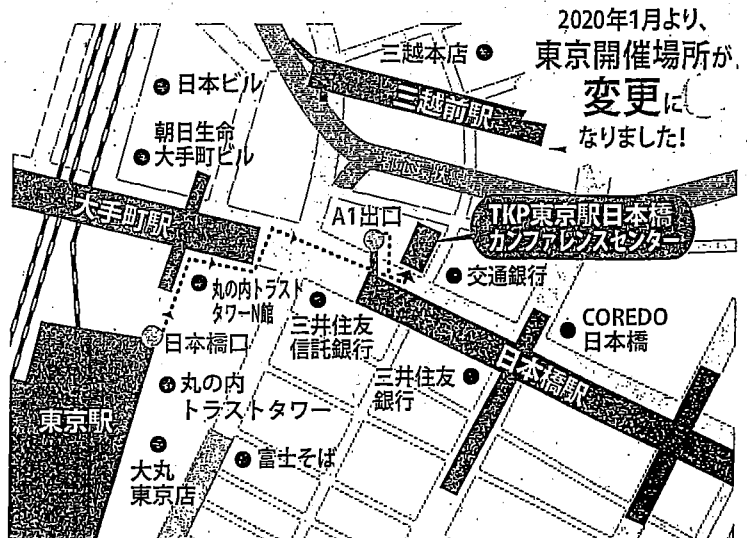 2020年1月より、
東京開催場所が
変更に
なりました!
三越本店
日本ビル
三越前駅
朝日生命
大手町ビル
大手町駅
A1出口
TKP東京駅日本橋
カンファレンスセンター
交通銀行
丸の内トラスト
タワーN館
三井住友
信託銀行
COREDO
日本橋
日本橋口
日本橋駅
三井住友
銀行
丸の内
トラストタワー
東京駅
大丸
東京店
富士そば